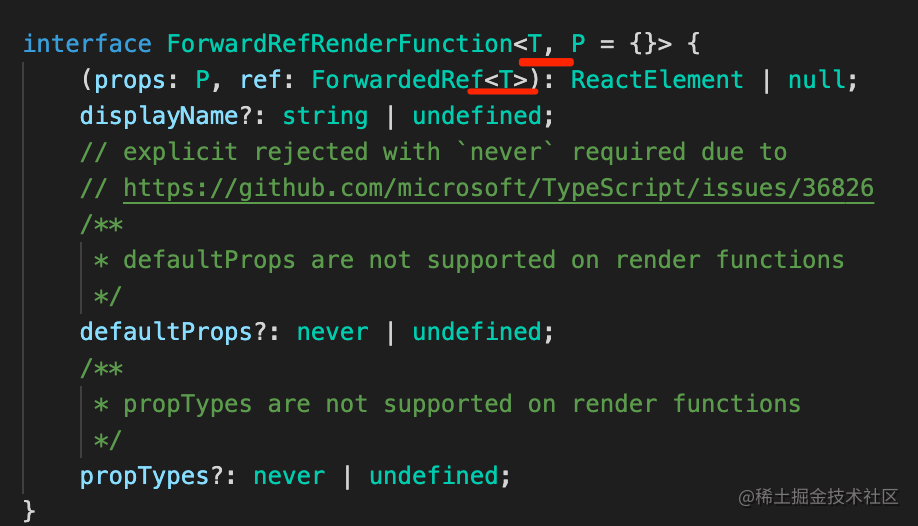 interface ForwardRefRenderFunction<T, P = {}> {
(props: P, ref: ForwardedRef<T>): ReactElement | null;
displayName?: string | undefined;
// explicit rejected with `never` required due to
// https://github.com/microsoft/TypeScript/issues/36826
/**
* defaultProps are not supported on render functions
*/
defaultProps?: never | undefined;
/**
* propTypes are not supported on render functions
*/
propTypes?: never | undefined;
}
@稀土掘金技术社区